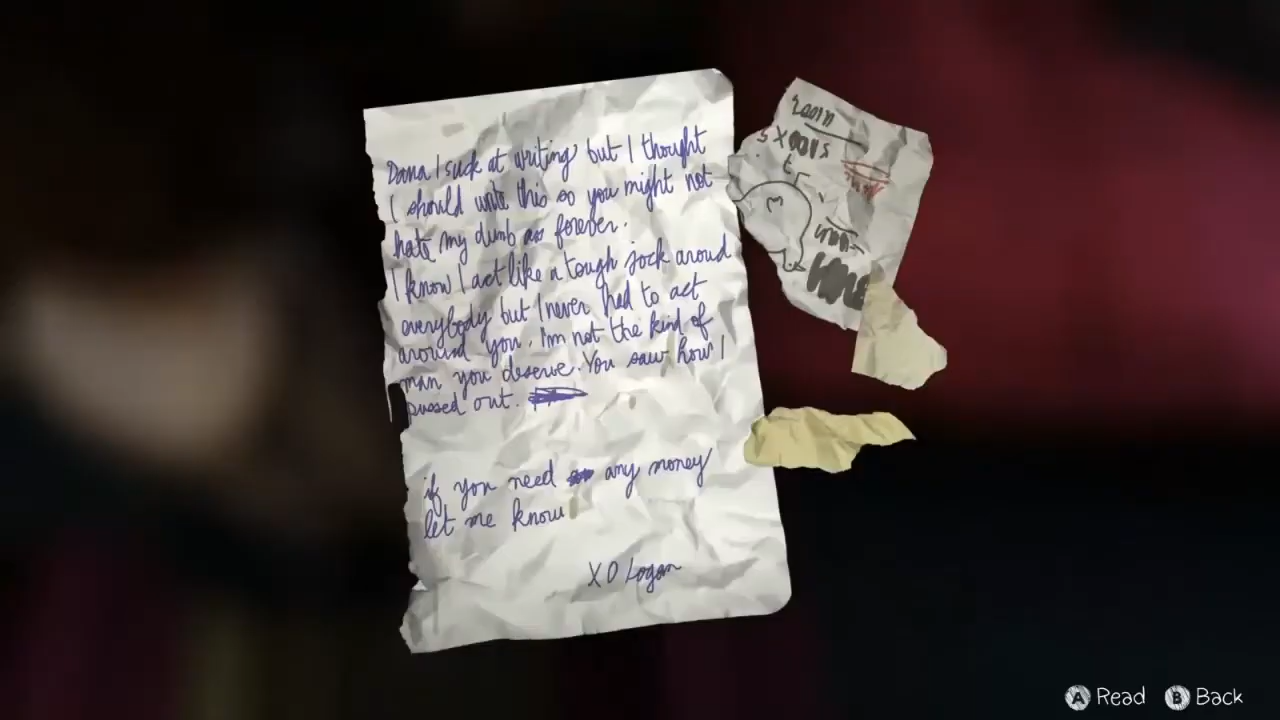 Dana I suck at writing but I thought
I should write this so you might not
hate my dumb ass forever.
I know I act like a tough jock aroud
everybody but I never had to act
around you. I'm not the kind of
man you deserve. You saw how I
pussed out.
if you need any money
let me know
XO Logan
A Read B Back